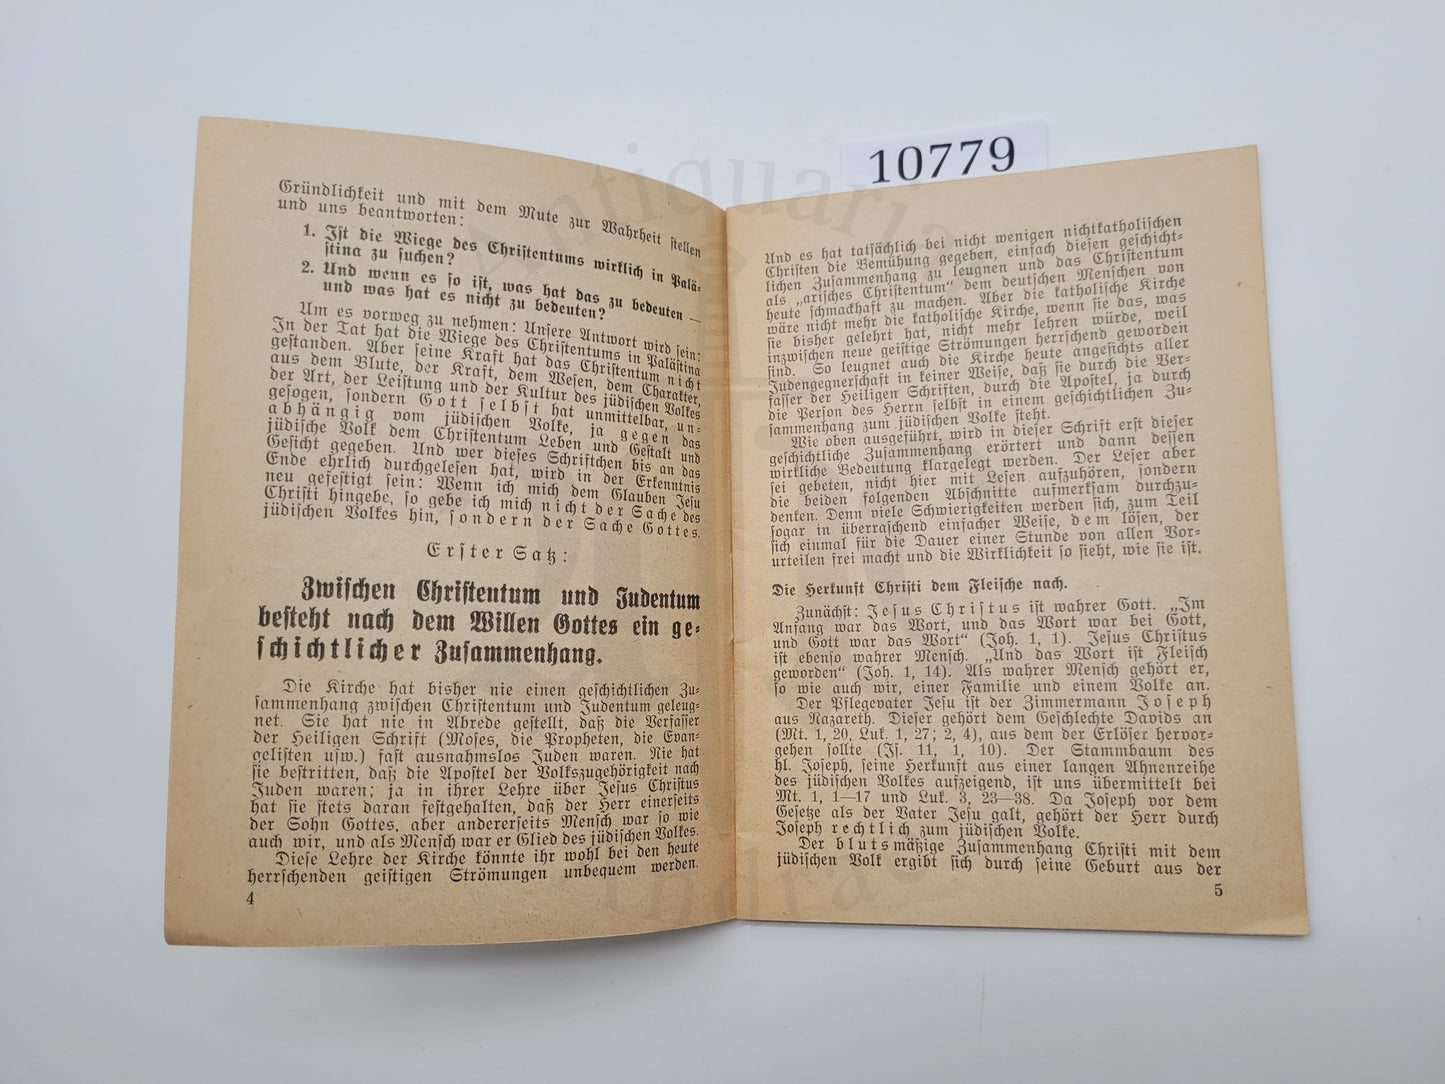 10779
Gründlichkeit und mit dem Mute zur Wahrheit stellen
und uns beantworten:
1. Ist die Wiege des Christentums wirklich in Palä-
stina zu suchen?
2. Und wenn es so ist, was hat das zu bedeuten —
und was hat es nicht zu bedeuten?
Um es vorweg zu nehmen: Unsere Antwort wird sein:
In der Tat hat die Wiege des Christentums in Palästina
gestanden. Aber seine Kraft hat das Christentum nicht
aus dem Blute, der Kraft, dem Wesen, dem Charakter,
der Art, der Leistung und der Kultur des jüdischen Volkes
gesogen, sondern Gott selbst hat unmittelbar, un-
abhängig vom jüdischen Volke, ja gegen das
jüdische Volk dem Christentum Leben und Gestalt und
Gesicht gegeben. Und wer dieses Schriftchen bis an das
Ende ehrlich durchgelesen hat, wird in der Erkenntnis
neu gefestigt sein: Wenn ich mich dem Glauben Jesu
Christi hingebe, so gebe ich mich nicht der Sache des
jüdischen Volkes hin, sondern der Sache Gottes.
Erster Satz:
Zwischen Christentum und Judentum
besteht nach dem Willen Gottes ein ge-
schichtlicher Zusammenhang.
Die Kirche hat bisher nie einen geschichtlichen Zu-
sammenhang zwischen Christentum und Judentum geleug-
net. Sie hat nie in Abrede gestellt, daß die Verfasser
der Heiligen Schrift (Moses, die Propheten, die Evan-
gelisten usw.) fast ausnahmslos Juden waren. Nie hat
sie bestritten, daß die Apostel der Volkszugehörigkeit nach
Juden waren; ja in ihrer Lehre über Jesus Christus
hat sie stets daran festgehalten, daß der Herr einerseits
der Sohn Gottes, aber andererseits Mensch war so wie
auch wir, und als Mensch war er Glied des jüdischen Volkes.
Diese Lehre der Kirche könnte ihr wohl bei den heute
herrschenden geistigen Strömungen unbequem werden.
4
Und es hat tatsächlich bei nicht wenigen nichtkatholischen
Christen die Bemühung gegeben, einfach diesen geschicht-
lichen Zusammenhang zu leugnen und das Christentum
als „arisches Christentum“ dem deutschen Menschen von
heute schmackhaft zu machen. Aber die katholische Kirche
wäre nicht mehr die katholische Kirche, wenn sie das, was
sie bisher gelehrt hat, nicht mehr lehren würde, weil
inzwischen neue geistige Strömungen herrschend geworden
sind. So leugnet auch die Kirche heute angesichts aller
Judengegnerschaft in keiner Weise, daß sie durch die Ver-
fasser der Heiligen Schriften, durch die Apostel, ja durch
die Person des Herrn selbst in einem geschichtlichen Zu-
sammenhang zum jüdischen Volke steht.
Wie oben ausgeführt, wird in dieser Schrift erst dieser
geschichtliche Zusammenhang erörtert und dann dessen
wirkliche Bedeutung klargelegt werden. Der Leser aber
sei gebeten, nicht hier mit Lesen aufzuhören, sondern
die beiden folgenden Abschnitte aufmerksam durchzu-
denken. Denn viele Schwierigkeiten werden sich, zum Teil
sogar in überraschend einfacher Weise, dem lösen, der
sich einmal für die Dauer einer Stunde von allen Vor-
urteilen frei macht und die Wirklichkeit so sieht, wie sie ist.
Die Herkunft Christi dem Fleische nach.
Zunächst: Jesus Christus ist wahrer Gott. „Im
Anfang war das Wort, und das Wort war bei Gott,
und Gott war das Wort“ (Joh. 1, 1). Jesus Christus
ist ebenso wahrer Mensch. „Und das Wort ist Fleisch
geworden“ (Joh. 1, 14). Als wahrer Mensch gehört er,
so wie auch wir, einer Familie und einem Volke an.
Der Pflegevater Jesu ist der Zimmermann Joseph
aus Nazareth. Dieser gehört dem Geschlechte Davids an
(Mt. 1, 20, Luk. 1, 27; 2, 4), aus dem der Erlöser hervor-
gehen sollte (Js. 11, 1, 10). Der Stammbaum des
hl. Joseph, seine Herkunft aus einer langen Ahnenreihe
des jüdischen Volkes aufzeigend, ist uns übermittelt bei
Mt. 1, 1—17 und Luk. 3, 23—38. Da Joseph vor dem
Gesetze als der Vater Jesu galt, gehört der Herr durch
Joseph rechtlich zum jüdischen Volke.
Der blutsmäßige Zusammenhang Christi mit dem
jüdischen Volk ergibt sich durch seine Geburt aus der
5